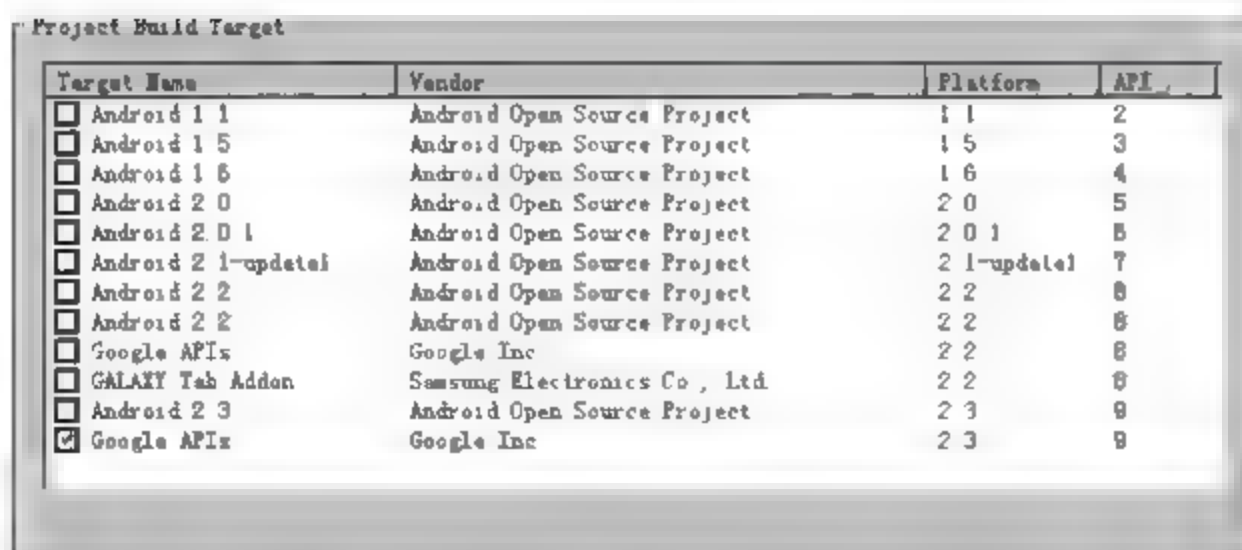 Project Build Target
Target Name Vendor Platform API
Android 1.1 Android Open Source Project 1.1 2
Android 1.5 Android Open Source Project 1.5 3
Android 1.6 Android Open Source Project 1.6 4
Android 2.0 Android Open Source Project 2.0 5
Android 2.0.1 Android Open Source Project 2.0.1 6
Android 2.1-update1 Android Open Source Project 2.1-update1 7
Android 2.2 Android Open Source Project 2.2 8
Android 2.2 Android Open Source Project 2.2 8
Google APIs Google Inc. 2.2 8
GALAXY Tab Addon Samsung Electronics Co., Ltd. 2.2 8
Android 2.3 Android Open Source Project 2.3 9
Google APIs Google Inc. 2.3 9